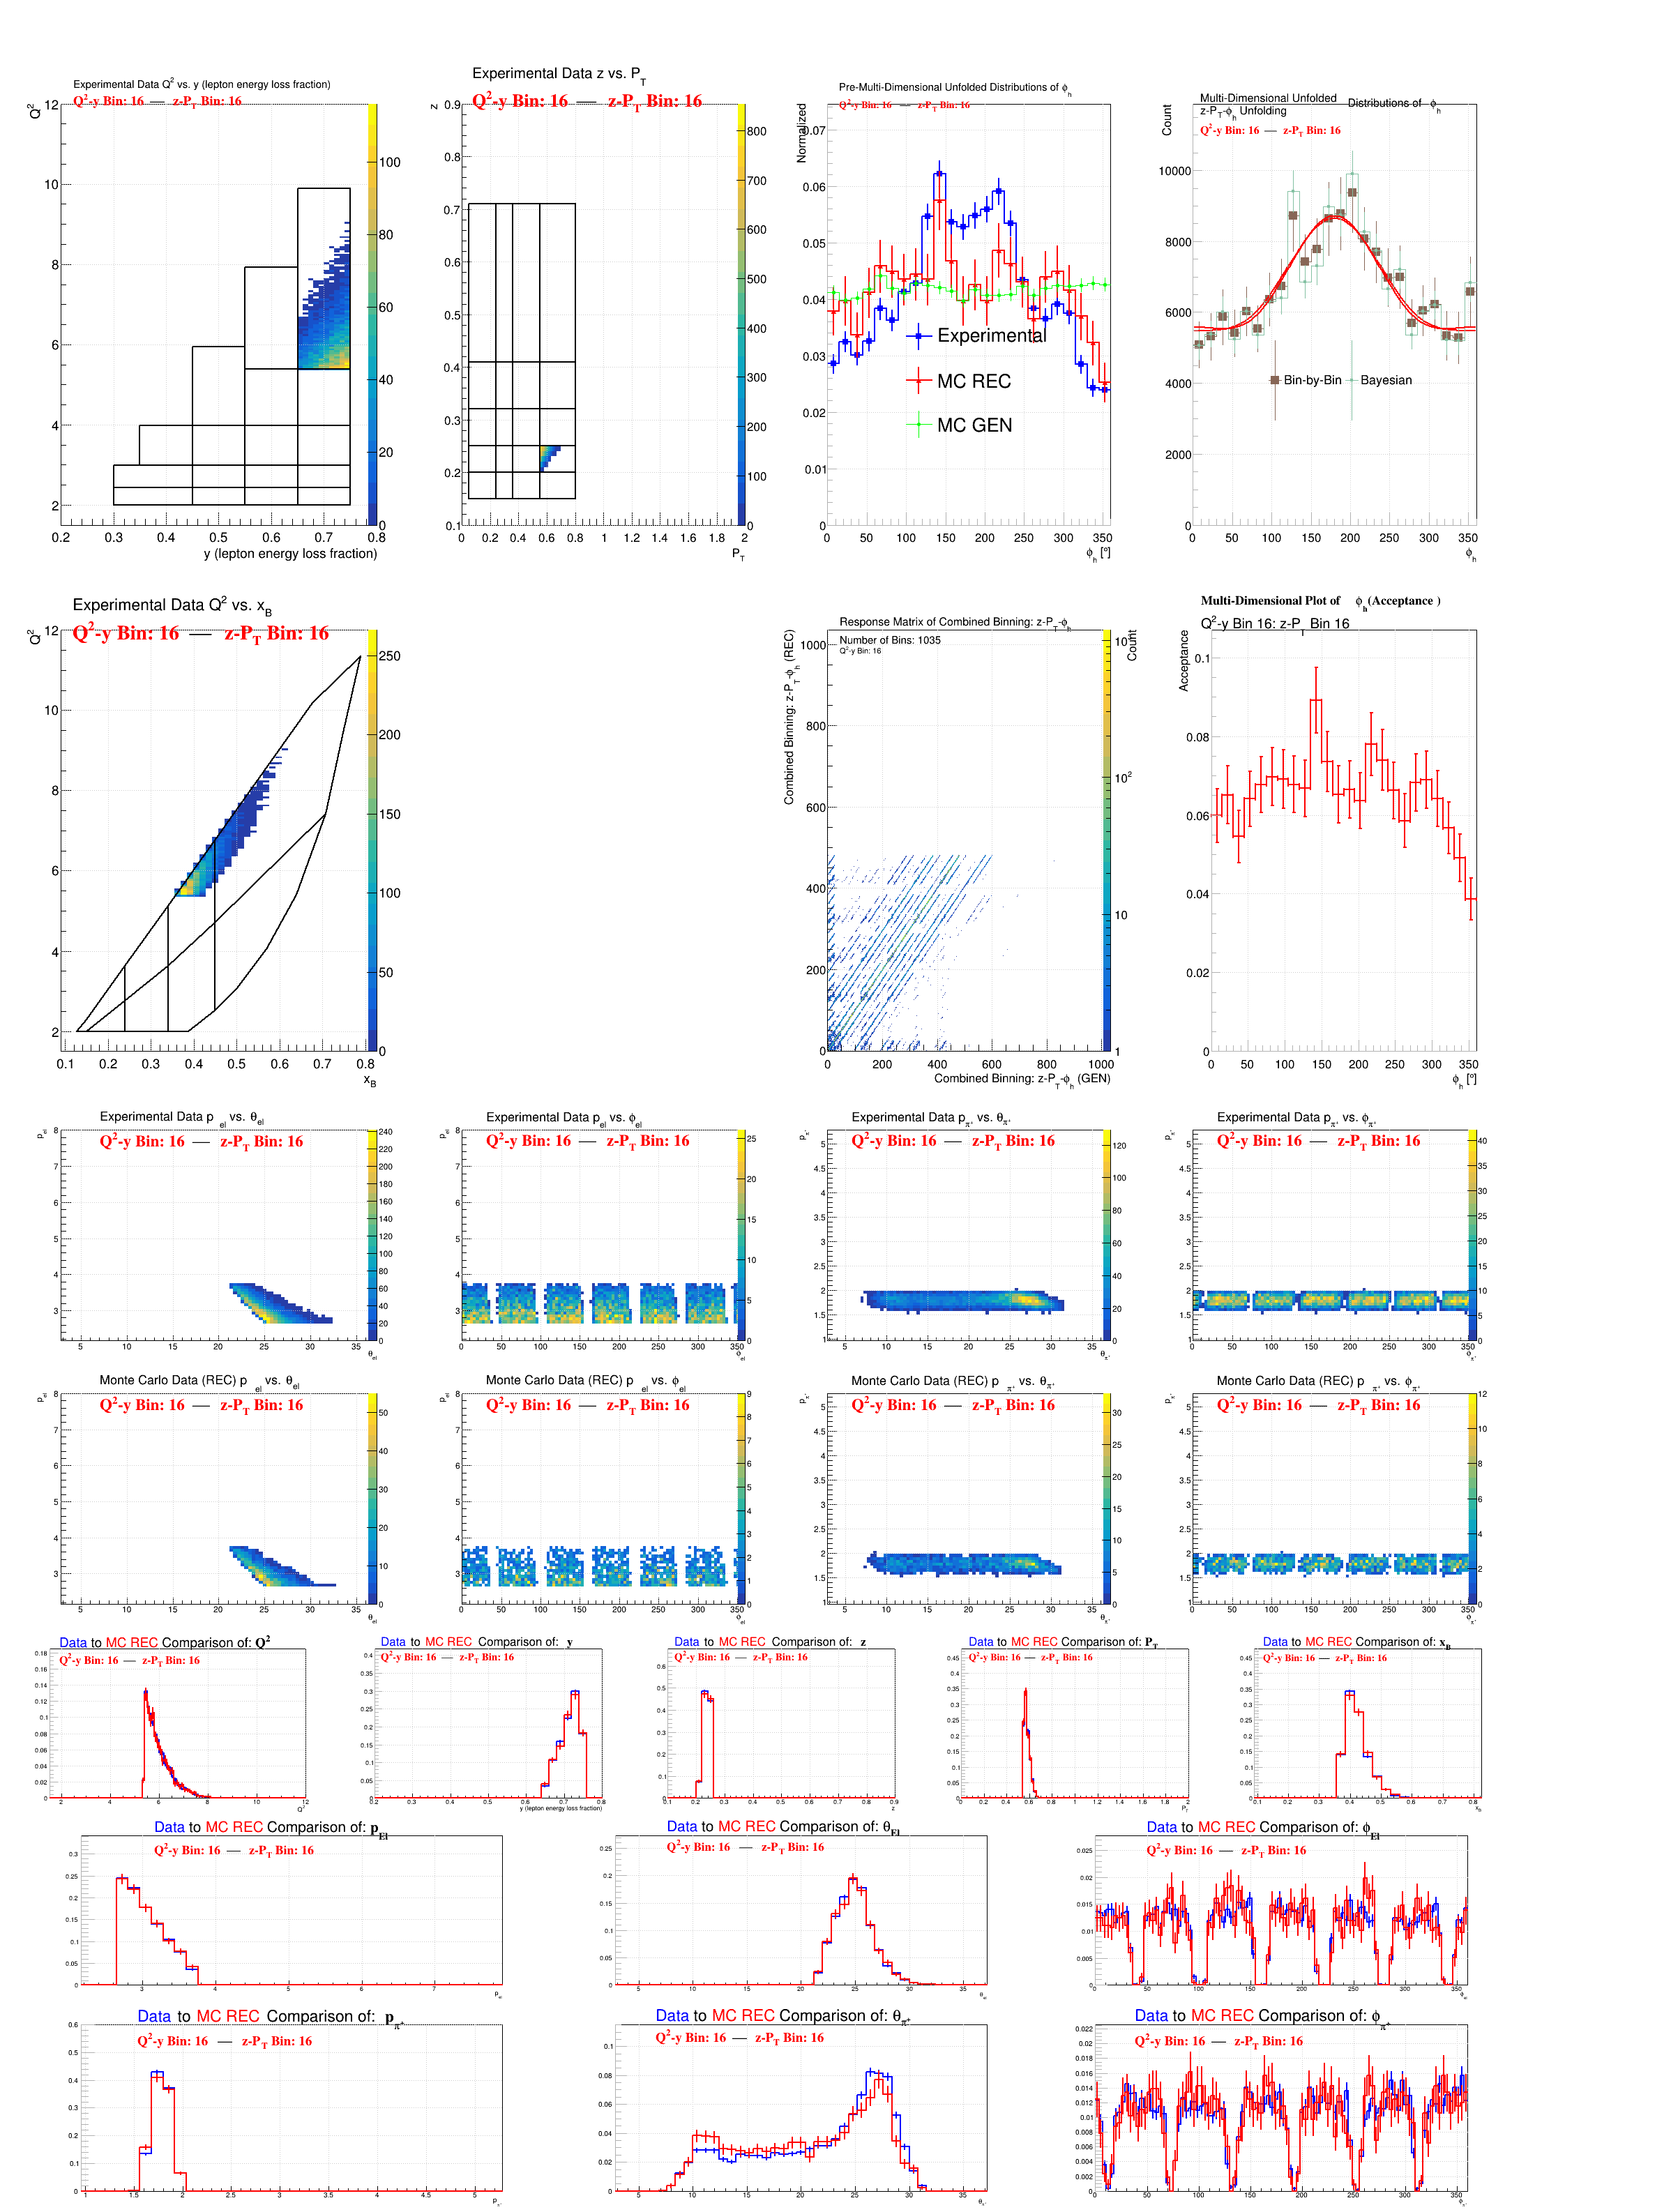 Experimental Data Q² vs. y (lepton energy loss fraction)
Q²-y Bin: 16 — z-P_T Bin: 16
Q²
y (lepton energy loss fraction)
Experimental Data z vs. P_T
Q²-y Bin: 16 — z-P_T Bin: 16
z
P_T
Pre-Multi-Dimensional Unfolded Distributions of ϕ_h
Q²-y Bin: 16 — z-P_T Bin: 16
Normalized
Experimental
MC REC
MC GEN
ϕ_h [°]
Multi-Dimensional Unfolded Distributions of ϕ_h
z-P_T-ϕ_h Unfolding
Q²-y Bin: 16 — z-P_T Bin: 16
Count
Bin-by-Bin
Bayesian
ϕ_h
Experimental Data Q² vs. x_B
Q²-y Bin: 16 — z-P_T Bin: 16
Q²
x_B
Response Matrix of Combined Binning: z-P_T-ϕ_h
Number of Bins: 1035
Q²-y Bin: 16
Combined Binning: z-P_T-ϕ_h (REC)
Count
Combined Binning: z-P_T-ϕ_h (GEN)
Multi-Dimensional Plot of ϕ_h (Acceptance )
Q²-y Bin 16: z-P_T Bin 16
Acceptance
ϕ_h [°]
Experimental Data p_el vs. θ_el
Q²-y Bin: 16 — z-P_T Bin: 16
Experimental Data p_el vs. ϕ_el
Q²-y Bin: 16 — z-P_T Bin: 16
Experimental Data p_π⁺ vs. θ_π⁺
Q²-y Bin: 16 — z-P_T Bin: 16
Experimental Data p_π⁺ vs. ϕ_π⁺
Q²-y Bin: 16 — z-P_T Bin: 16
Monte Carlo Data (REC) p_el vs. θ_el
Q²-y Bin: 16 — z-P_T Bin: 16
Monte Carlo Data (REC) p_el vs. ϕ_el
Q²-y Bin: 16 — z-P_T Bin: 16
Monte Carlo Data (REC) p_π⁺ vs. θ_π⁺
Q²-y Bin: 16 — z-P_T Bin: 16
Monte Carlo Data (REC) p_π⁺ vs. ϕ_π⁺
Q²-y Bin: 16 — z-P_T Bin: 16
Data to MC REC Comparison of: Q²
Q²-y Bin: 16 — z-P_T Bin: 16
Data to MC REC Comparison of: y
Q²-y Bin: 16 — z-P_T Bin: 16
y (lepton energy loss fraction)
Data to MC REC Comparison of: z
Q²-y Bin: 16 — z-P_T Bin: 16
Data to MC REC Comparison of: P_T
Q²-y Bin: 16 — z-P_T Bin: 16
Data to MC REC Comparison of: x_B
Q²-y Bin: 16 — z-P_T Bin: 16
Data to MC REC Comparison of: p_El
Q²-y Bin: 16 — z-P_T Bin: 16
Data to MC REC Comparison of: θ_El
Q²-y Bin: 16 — z-P_T Bin: 16
Data to MC REC Comparison of: ϕ_El
Q²-y Bin: 16 — z-P_T Bin: 16
Data to MC REC Comparison of: p_π⁺
Q²-y Bin: 16 — z-P_T Bin: 16
Data to MC REC Comparison of: θ_π⁺
Q²-y Bin: 16 — z-P_T Bin: 16
Data to MC REC Comparison of: ϕ_π⁺
Q²-y Bin: 16 — z-P_T Bin: 16